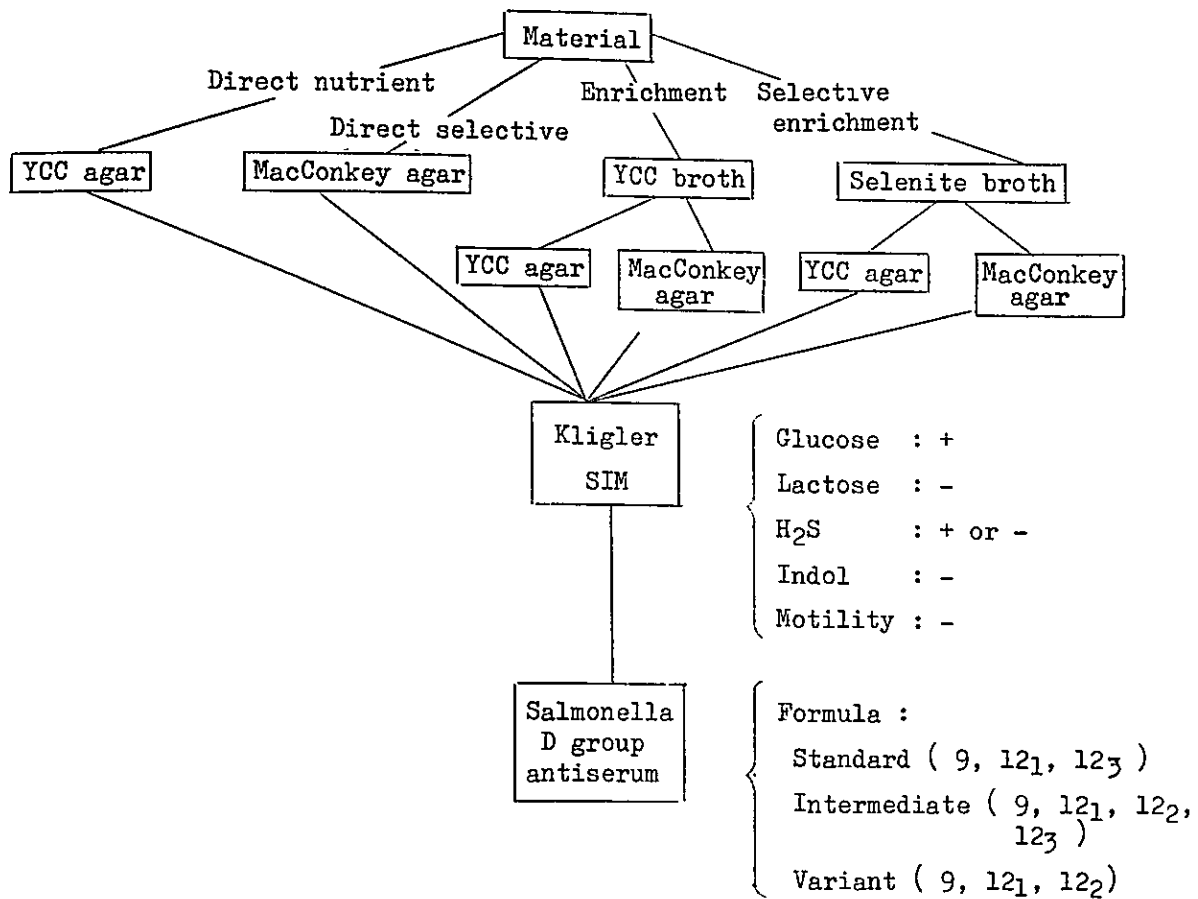 Material
Direct nutrient
Enrichment
Selective
enrichment
Direct selective
YCC agar
MacConkey agar
YCC broth
Selenite broth
YCC agar
MacConkey
agar
YCC agar
MacConkey
agar
Kligler
SIM
Glucose : +
Lactose : -
H₂S : + or -
Indol : -
Motility : -
Salmonella
D group
antiserum
Formula :
Standard ( 9, 12₁, 12₃ )
Intermediate ( 9, 12₁, 12₂,
12₃ )
Variant ( 9, 12₁, 12₂)